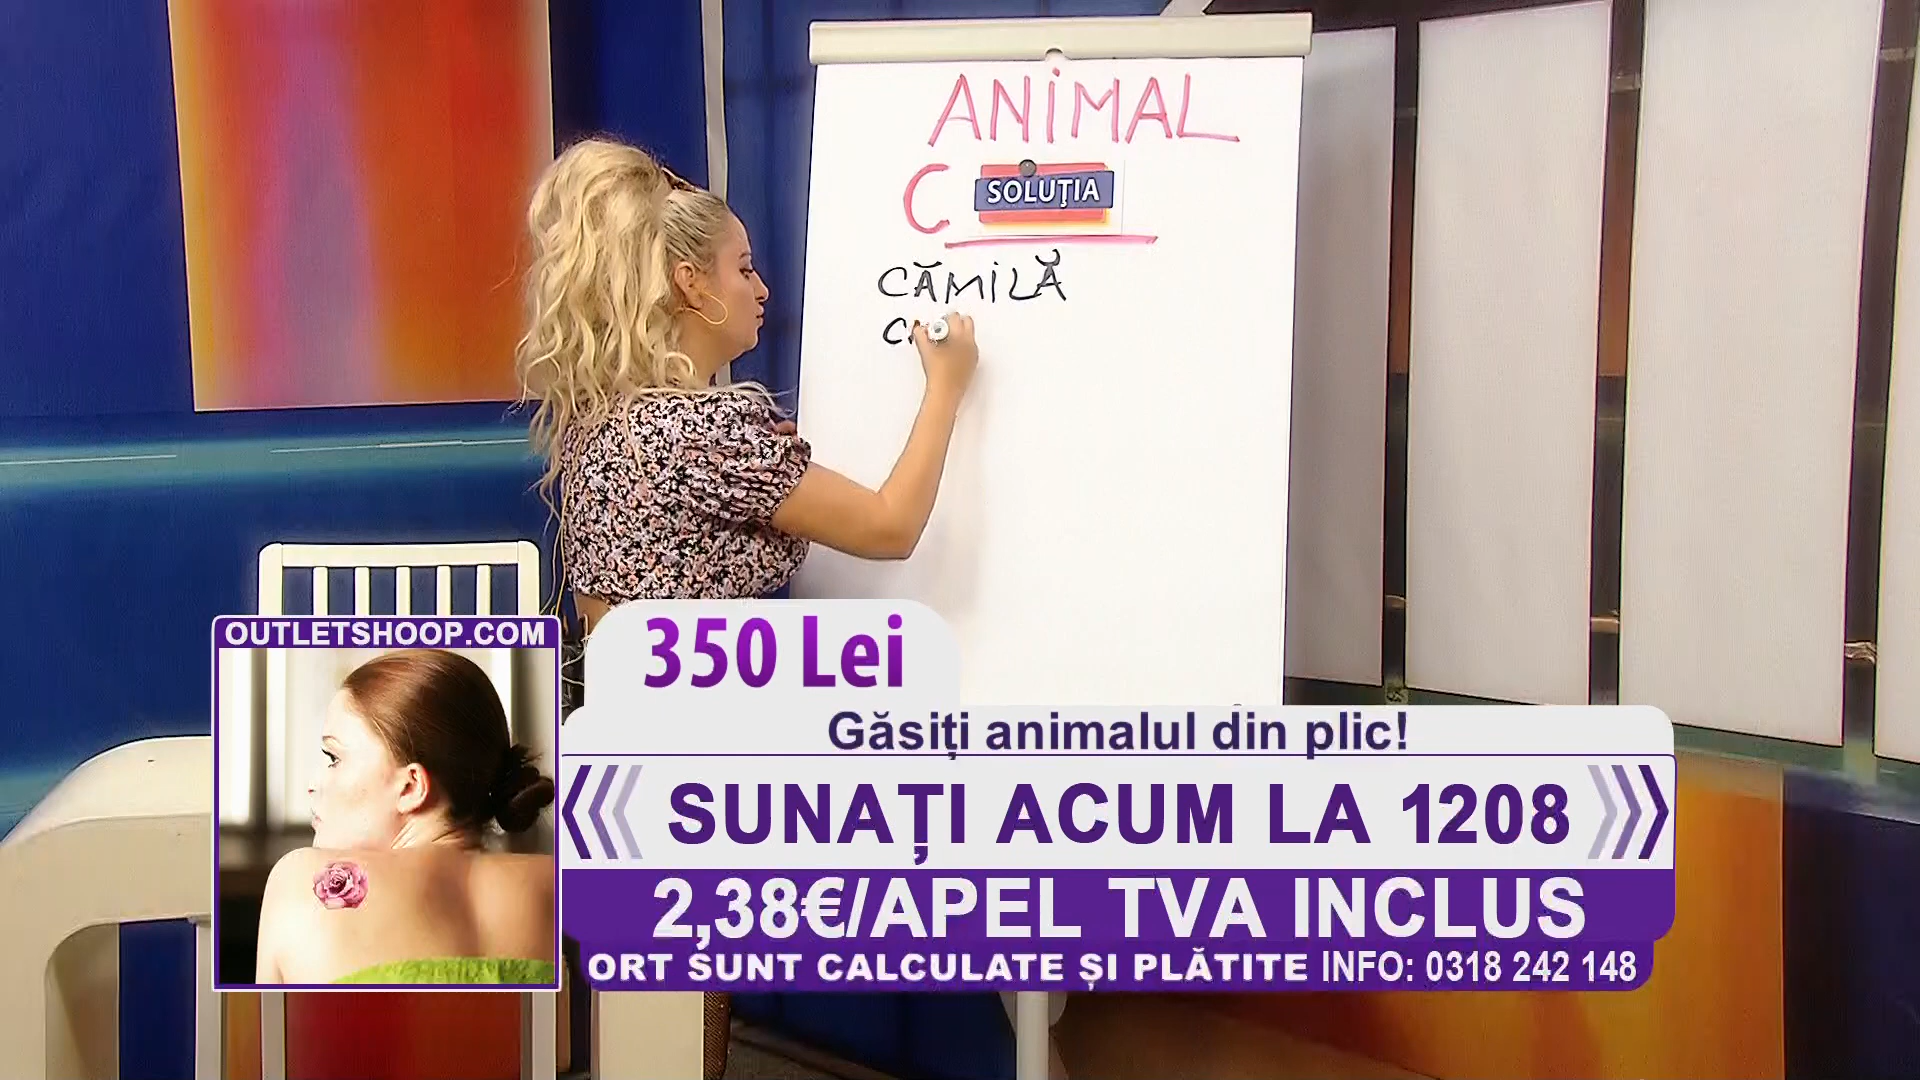 ANIMAL
C SOLUȚIA
CĂMILĂ
OUTLETSHOOP.COM
350 Lei
Găsiți animalul din plic!
SUNAȚI ACUM LA 1208
2,38€/APEL TVA INCLUS
SUNT CALCULATE ȘI PLĂTITE INFO: 0318 242 148